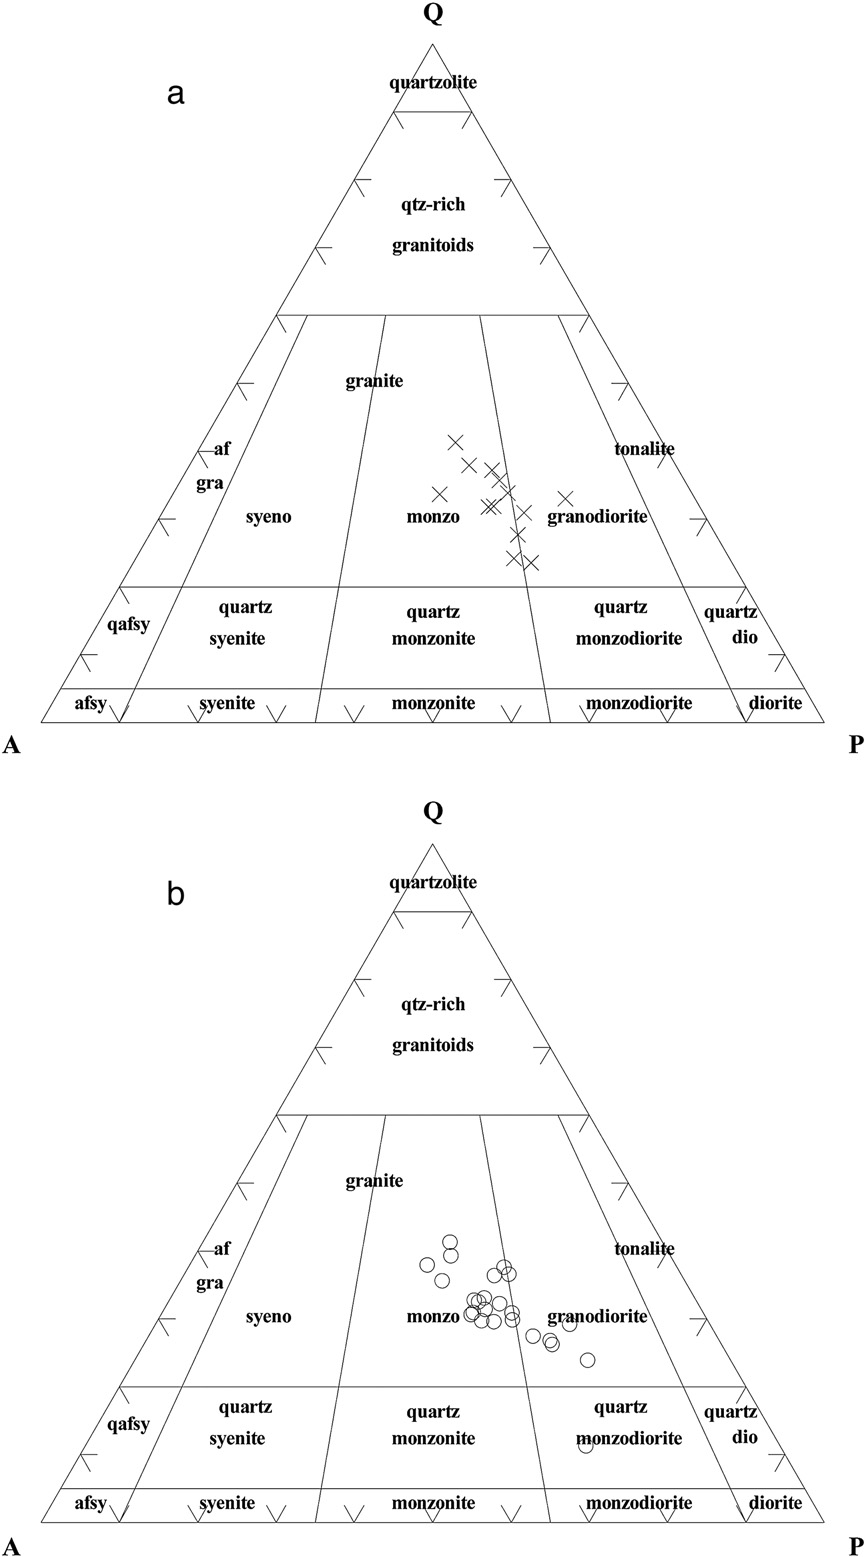 Q
a
quartzolite
qtz-rich
granitoids
granite
af
tonalite
gra
syeno
monzo
granodiorite
quartz
quartz
quartz
quartz
qafsy
syenite
monzonite
monzodiorite
dio
afsy
syenite
monzonite
monzodiorite
diorite
A
P
Q
b
quartzolite
qtz-rich
granitoids
granite
af
tonalite
gra
syeno
monzo
granodiorite
quartz
quartz
quartz
quartz
qafsy
syenite
monzonite
monzodiorite
dio
afsy
syenite
monzonite
monzodiorite
diorite
A
P